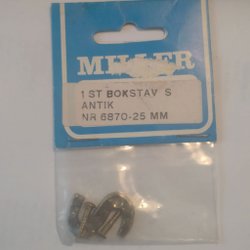 MILLER
1 ST BOKSTAV S
ANTIK
NR 6870-25 MM